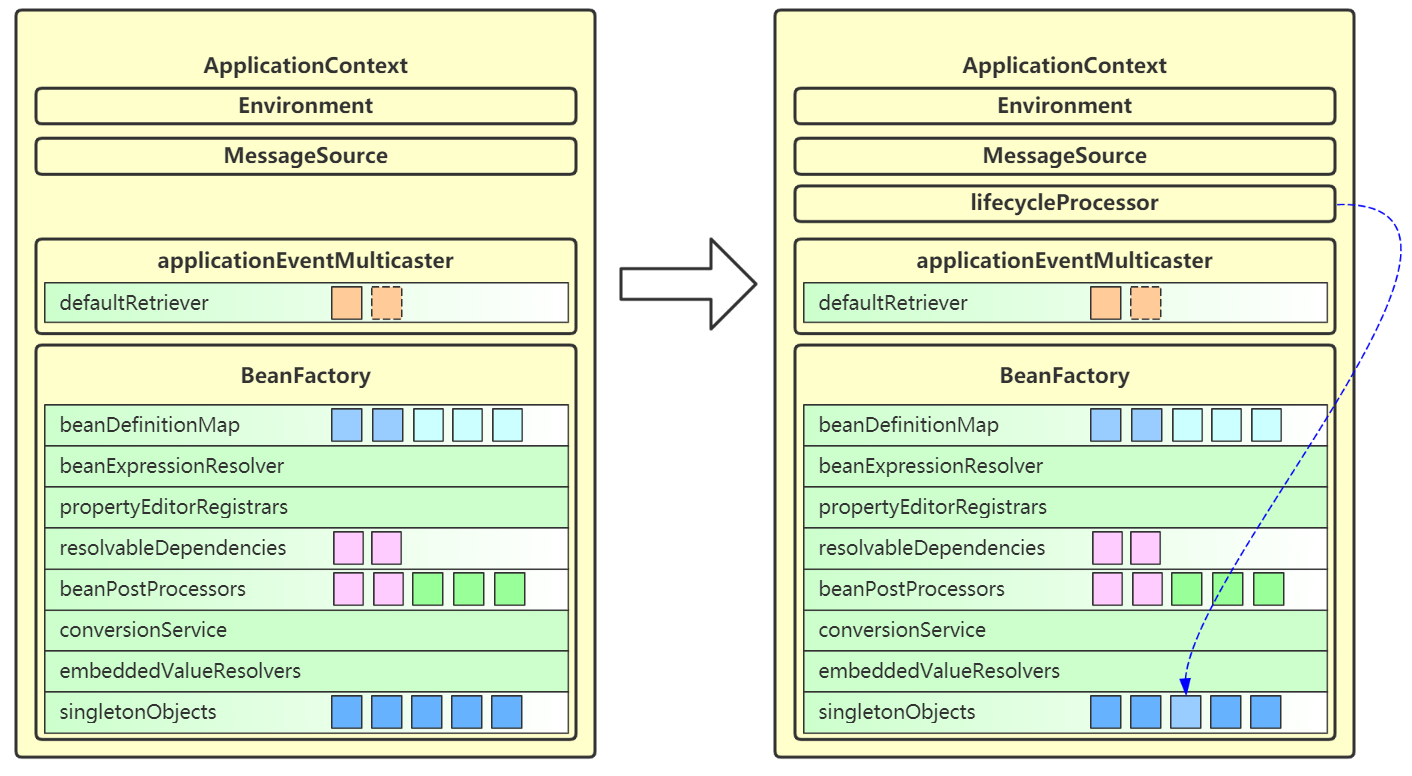 ApplicationContext
Environment
MessageSource
applicationEventMulticaster
defaultRetriever
BeanFactory
beanDefinitionMap
beanExpressionResolver
propertyEditorRegistrars
resolvableDependencies
beanPostProcessors
conversionService
embeddedValueResolvers
singletonObjects
ApplicationContext
Environment
MessageSource
lifecycleProcessor
applicationEventMulticaster
defaultRetriever
BeanFactory
beanDefinitionMap
beanExpressionResolver
propertyEditorRegistrars
resolvableDependencies
beanPostProcessors
conversionService
embeddedValueResolvers
singletonObjects